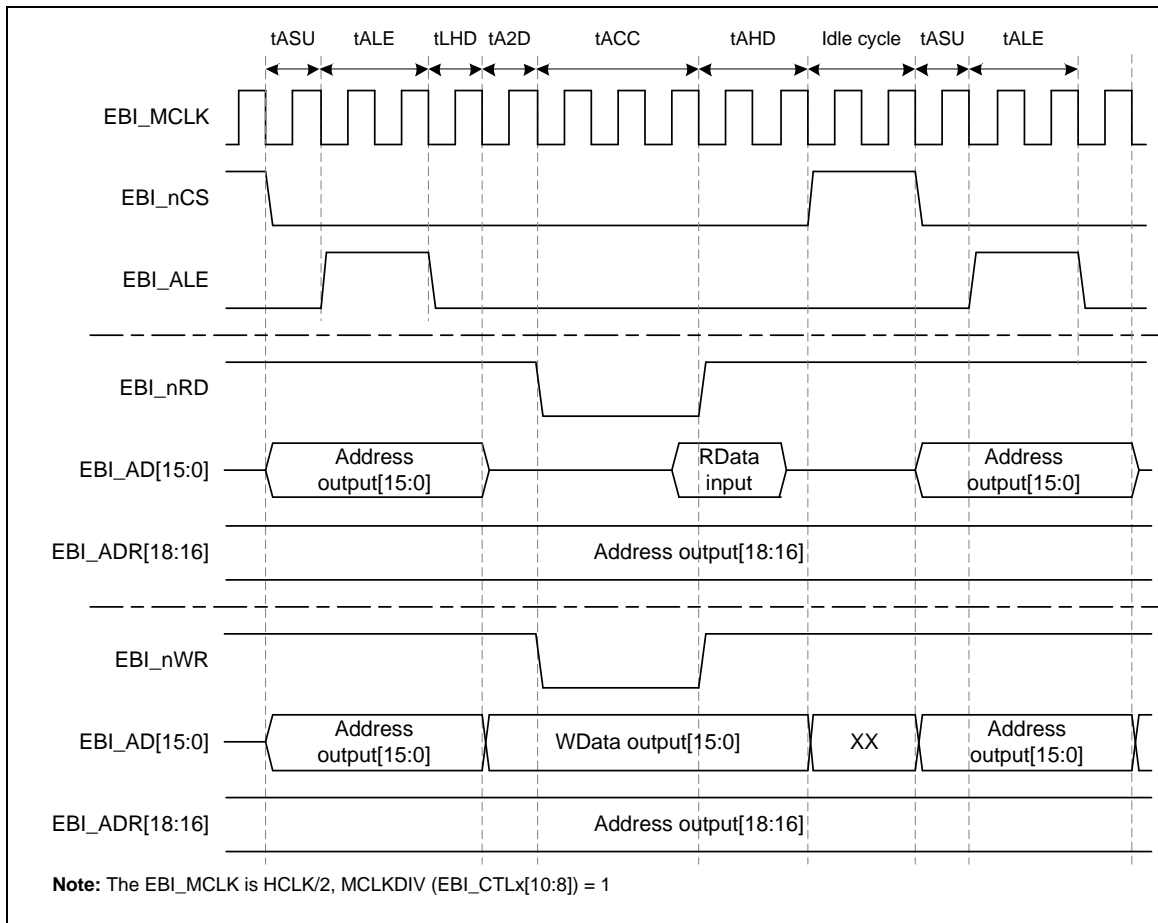 tASU tALE tLHD tA2D tACC tAHD Idle cycle tASU tALE
EBI_MCLK
EBI_nCS
EBI_ALE
EBI_nRD
EBI_AD[15:0] Address output[15:0] RData input Address output[15:0]
EBI_ADR[18:16] Address output[18:16]
EBI_nWR
EBI_AD[15:0] Address output[15:0] WData output[15:0] XX Address output[15:0]
EBI_ADR[18:16] Address output[18:16]
Note: The EBI_MCLK is HCLK/2, MCLKDIV (EBI_CTLx[10:8]) = 1